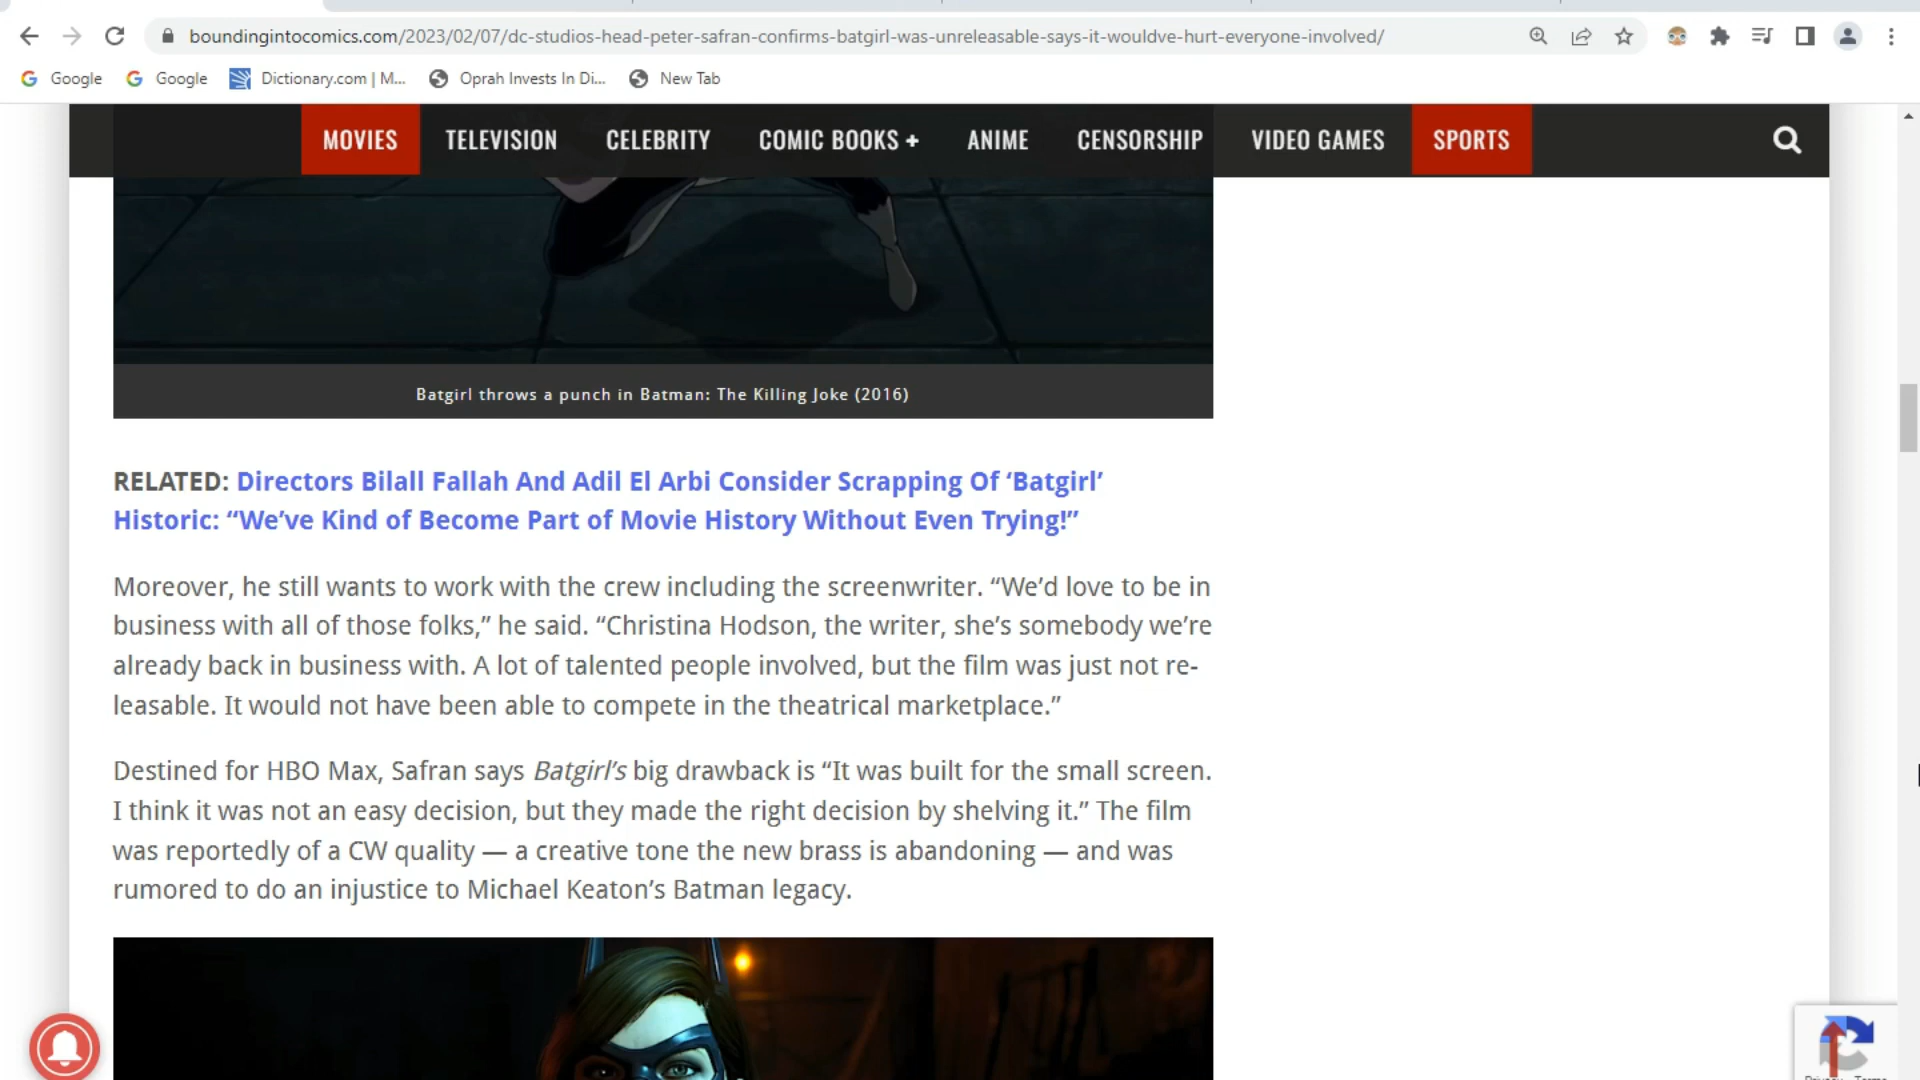 boundingintocomics.com/2023/02/07/dc-studios-head-peter-safran-confirms-batgirl-was-unreleasable-says-it-wouldve-hurt-everyone-involved/
Google Google Dictionary.com | M... Oprah Invests In Di... New Tab
MOVIES TELEVISION CELEBRITY COMIC BOOKS + ANIME CENSORSHIP VIDEO GAMES SPORTS
Batgirl throws a punch in Batman: The Killing Joke (2016)
RELATED: Directors Bilall Fallah And Adil El Arbi Consider Scrapping Of ‘Batgirl’
Historic: “We’ve Kind of Become Part of Movie History Without Even Trying!”
Moreover, he still wants to work with the crew including the screenwriter. “We’d love to be in
business with all of those folks,” he said. “Christina Hodson, the writer, she’s somebody we’re
already back in business with. A lot of talented people involved, but the film was just not re-
leasable. It would not have been able to compete in the theatrical marketplace.”
Destined for HBO Max, Safran says Batgirl’s big drawback is “It was built for the small screen.
I think it was not an easy decision, but they made the right decision by shelving it.” The film
was reportedly of a CW quality — a creative tone the new brass is abandoning — and was
rumored to do an injustice to Michael Keaton’s Batman legacy.